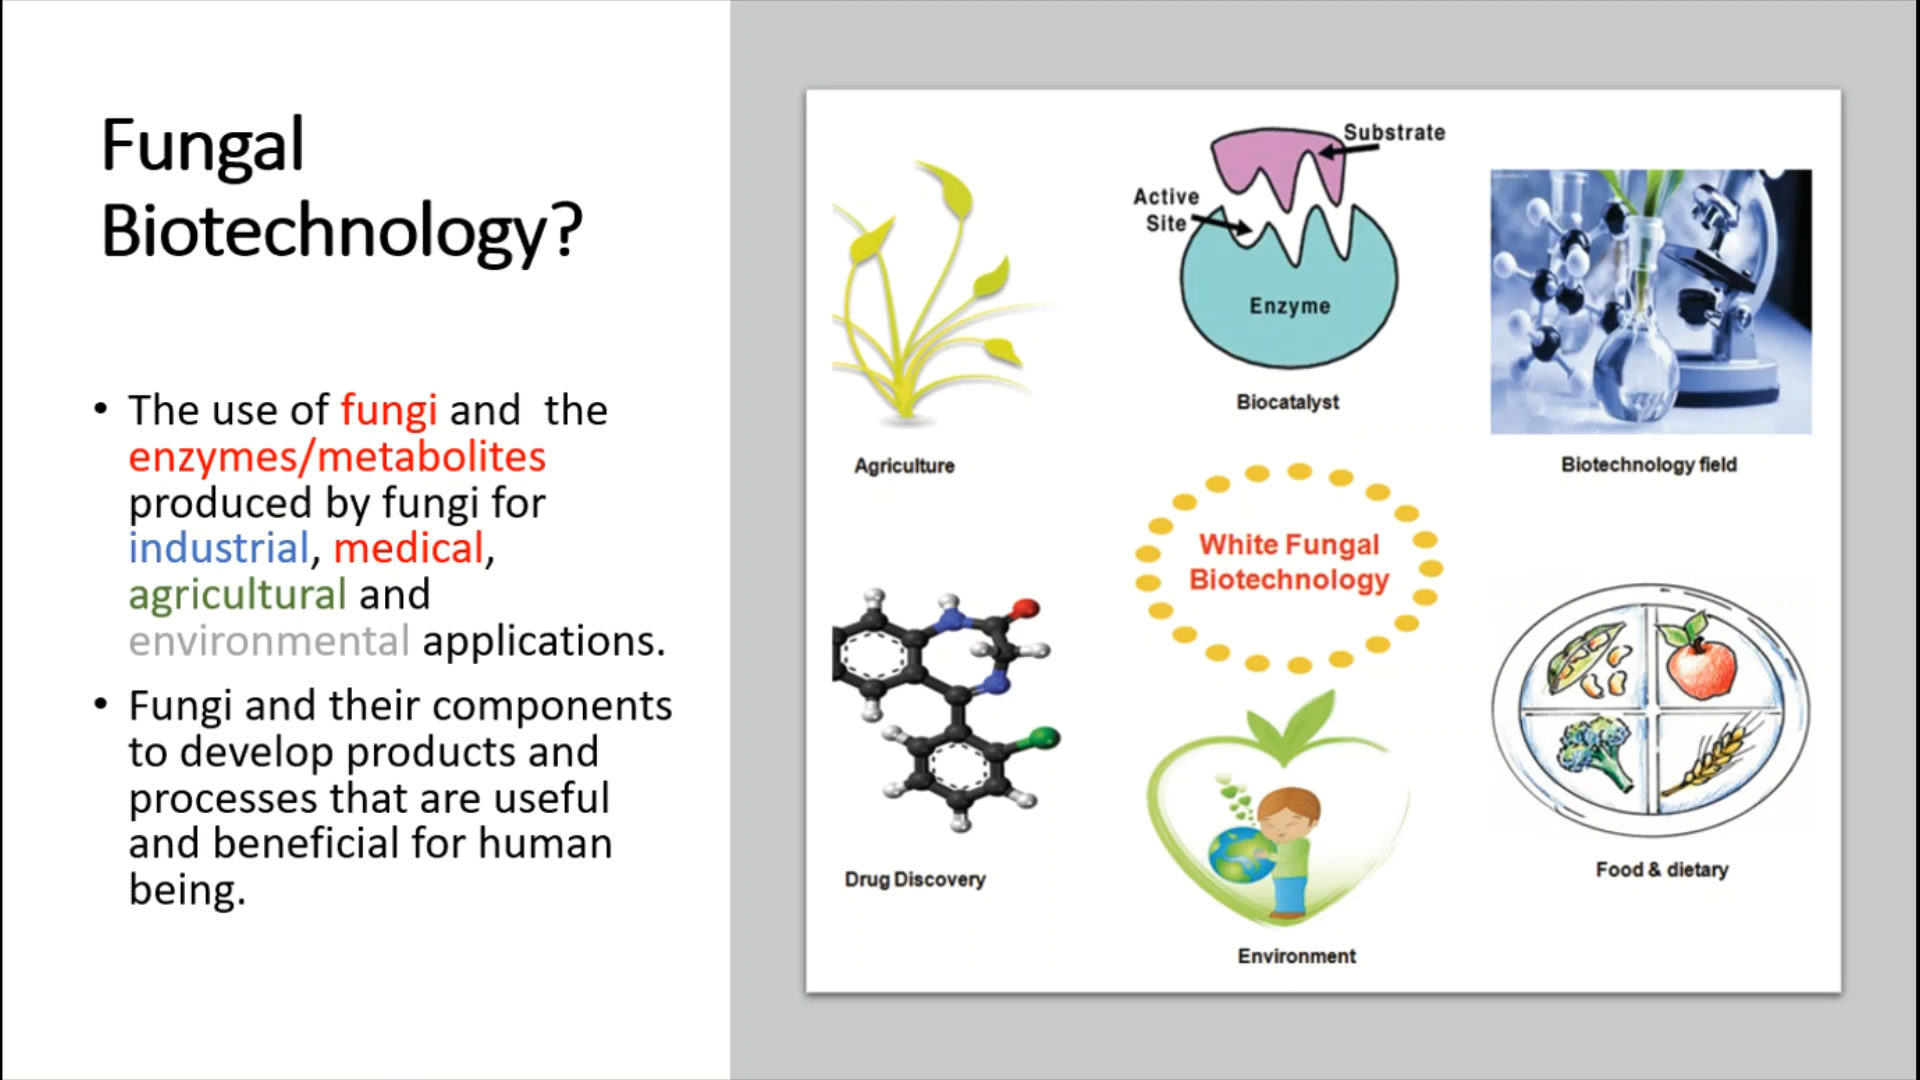 Fungal
Biotechnology?
• The use of fungi and  the
enzymes/metabolites
produced by fungi for
industrial, medical,
agricultural and
environmental applications.
• Fungi and their components
to develop products and
processes that are useful
and beneficial for human
being.
Substrate
Active
Site
Enzyme
Biocatalyst
Agriculture
Biotechnology field
White Fungal
Biotechnology
Drug Discovery
Food & dietary
Environment